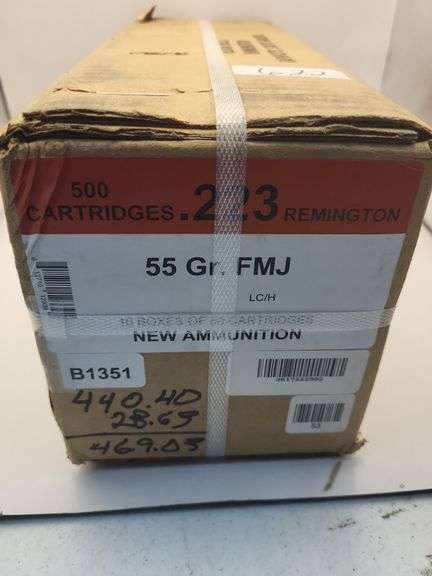 500
CARTRIDGES .223 REMINGTON
55 Gr. FMJ
LC/H
10 BOXES OF 50 CARTRIDGES
NEW AMMUNITION
B1351
440.40
28.65
469.05
53